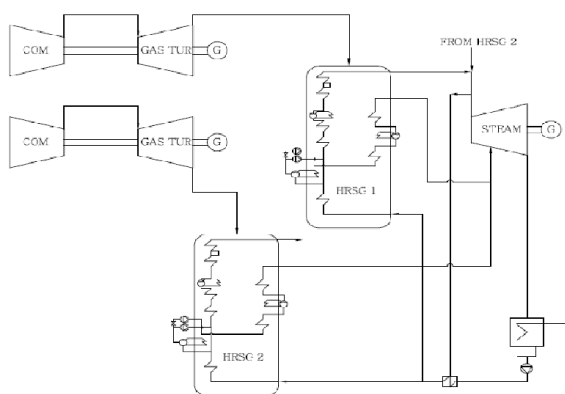 COM
GAS TUR
G
FROM HRSG 2
COM
GAS TUR
G
STEAM
G
HRSG 1
HRSG 2